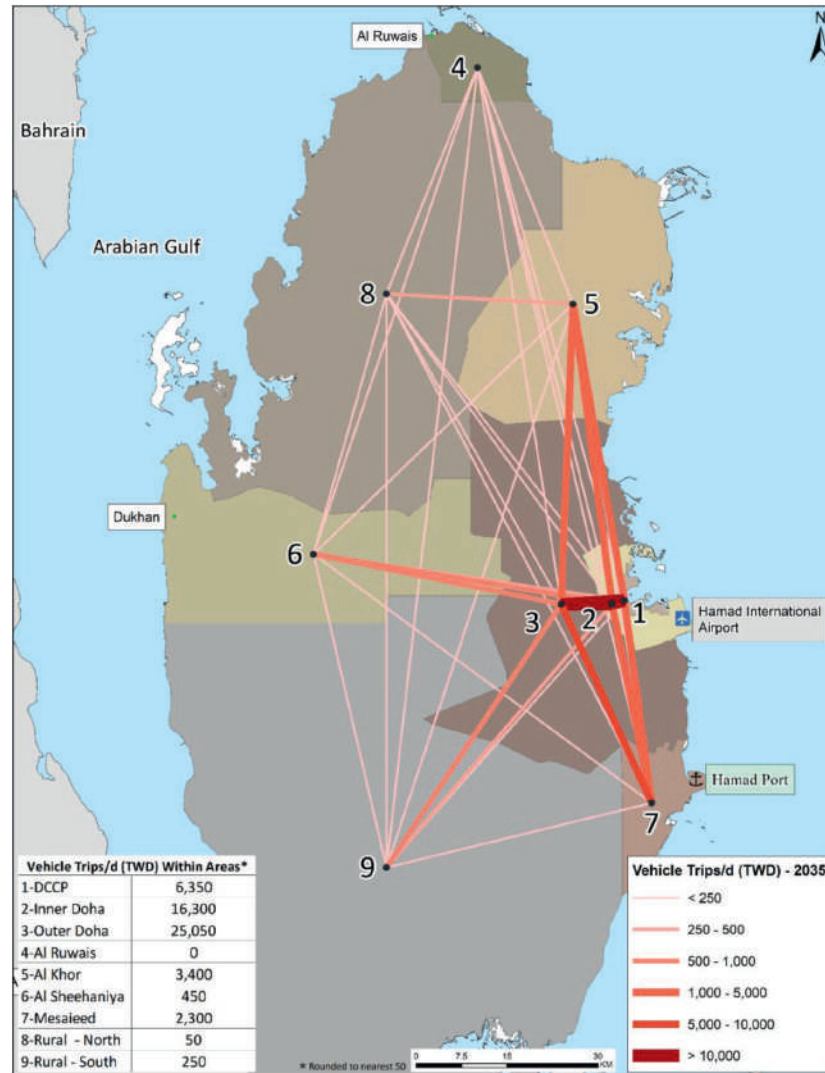 Al Ruwais
N
4
Bahrain
Arabian Gulf
8
5
Dukhan
6
3
2
1
Hamad International
Airport
Hamad Port
7
9
Vehicle Trips/d (TWD) Within Areas*
1-DCCP 6,350
2-Inner Doha 16,300
3-Outer Doha 25,050
4-Al Ruwais 0
5-Al Khor 3,400
6-Al Sheehaniya 450
7-Mesaieed 2,300
8-Rural - North 50
9-Rural - South 250
* Rounded to nearest 50
0 7.5 15 30
KM
Vehicle Trips/d (TWD) - 2035
< 250
250 - 500
500 - 1,000
1,000 - 5,000
5,000 - 10,000
> 10,000